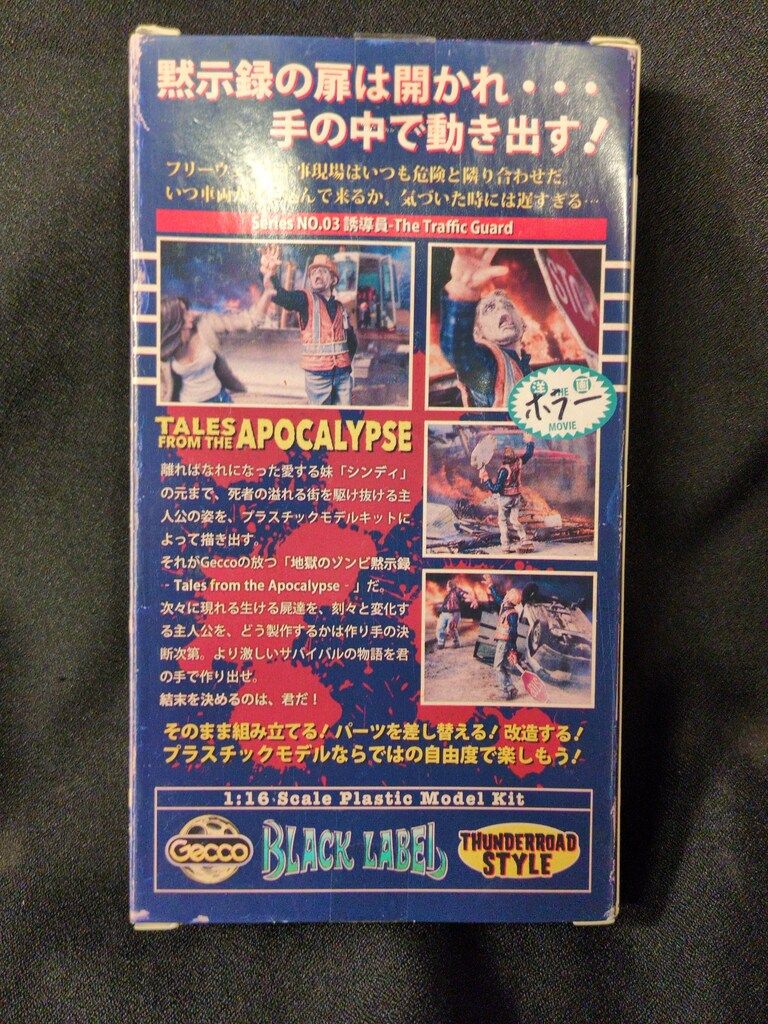 黙示録の扉は開かれ・・・
手の中で動き出す!
フリーウ 事現場はいつも危険と隣り合わせだ。
いつ車両が んで来るか、気づいた時には遅すぎる…
Series NO.03 誘導員-The Traffic Guard
STOP
洋 画
THE
ホラー
MOVIE
TALES
FROM THE APOCALYPSE
離ればなれになった愛する妹「シンディ」
の元まで、死者の溢れる街を駆け抜ける主
人公の姿を、プラスチックモデルキットに
よって描き出す。
それがGeccoの放つ「地獄のゾンビ黙示録
- Tales from the Apocalypse - 」だ。
次々に現れる生ける屍達を、刻々と変化す
る主人公を、どう製作するかは作り手の決
断次第。より激しいサバイバルの物語を君
の手で作り出せ。
結末を決めるのは、君だ!
そのまま組み立てる! パーツを差し替える! 改造する!
プラスチックモデルならではの自由度で楽しもう!
1:16 Scale Plastic Model Kit
Gecco BLACK LABEL THUNDERROAD
STYLE